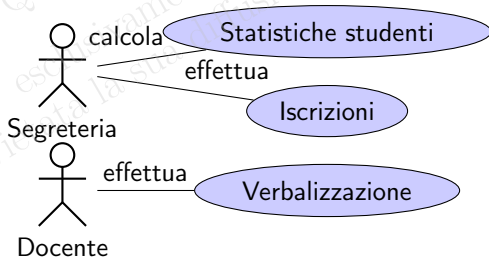 calcola
Statistiche studenti
effettua
Iscrizioni
Segreteria
effettua
Verbalizzazione
Docente